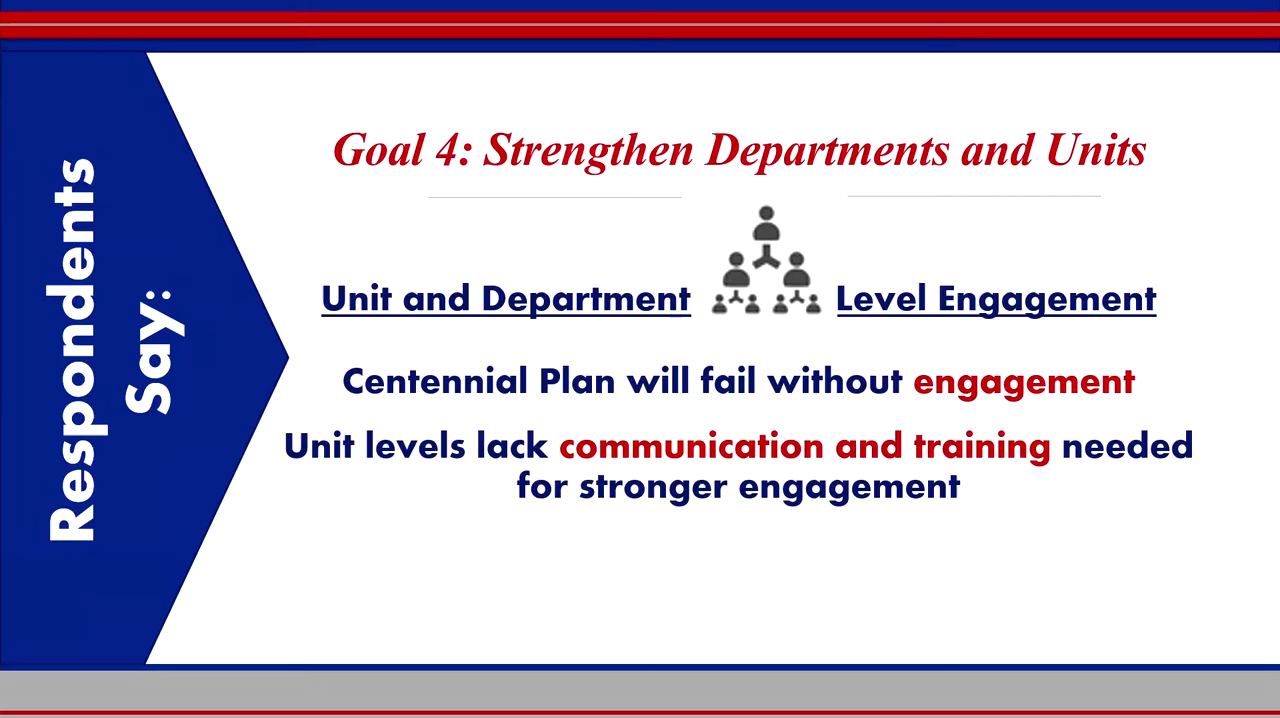 Respondents
Say:
Goal 4: Strengthen Departments and Units
Unit and Department Level Engagement
Centennial Plan will fail without engagement
Unit levels lack communication and training needed
for stronger engagement